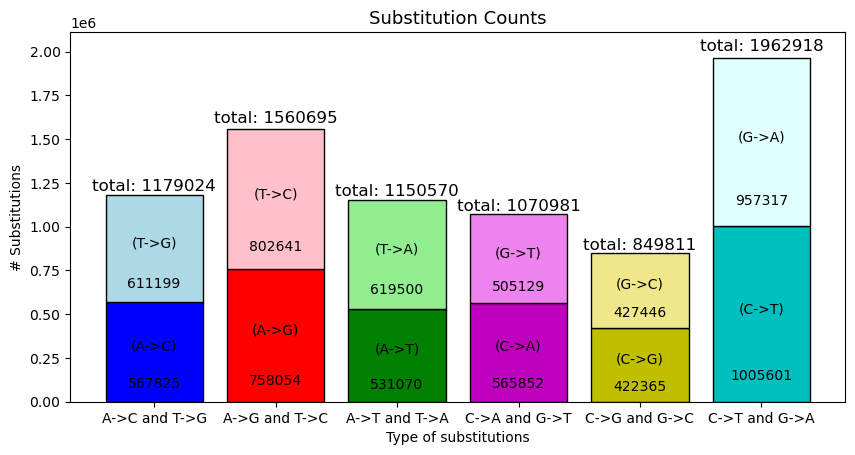 Substitution Counts
1e6
# Substitutions
2.00
1.75
1.50
1.25
1.00
0.75
0.50
0.25
0.00
total: 1179024
(T->G)
611199
(A->C)
567825
total: 1560695
(T->C)
802641
(A->G)
758054
total: 1150570
(T->A)
619500
(A->T)
531070
total: 1070981
(G->T)
505129
(C->A)
565852
total: 849811
(G->C)
427446
(C->G)
422365
total: 1962918
(G->A)
957317
(C->T)
1005601
A->C and T->G
A->G and T->C
A->T and T->A
C->A and G->T
C->G and G->C
C->T and G->A
Type of substitutions